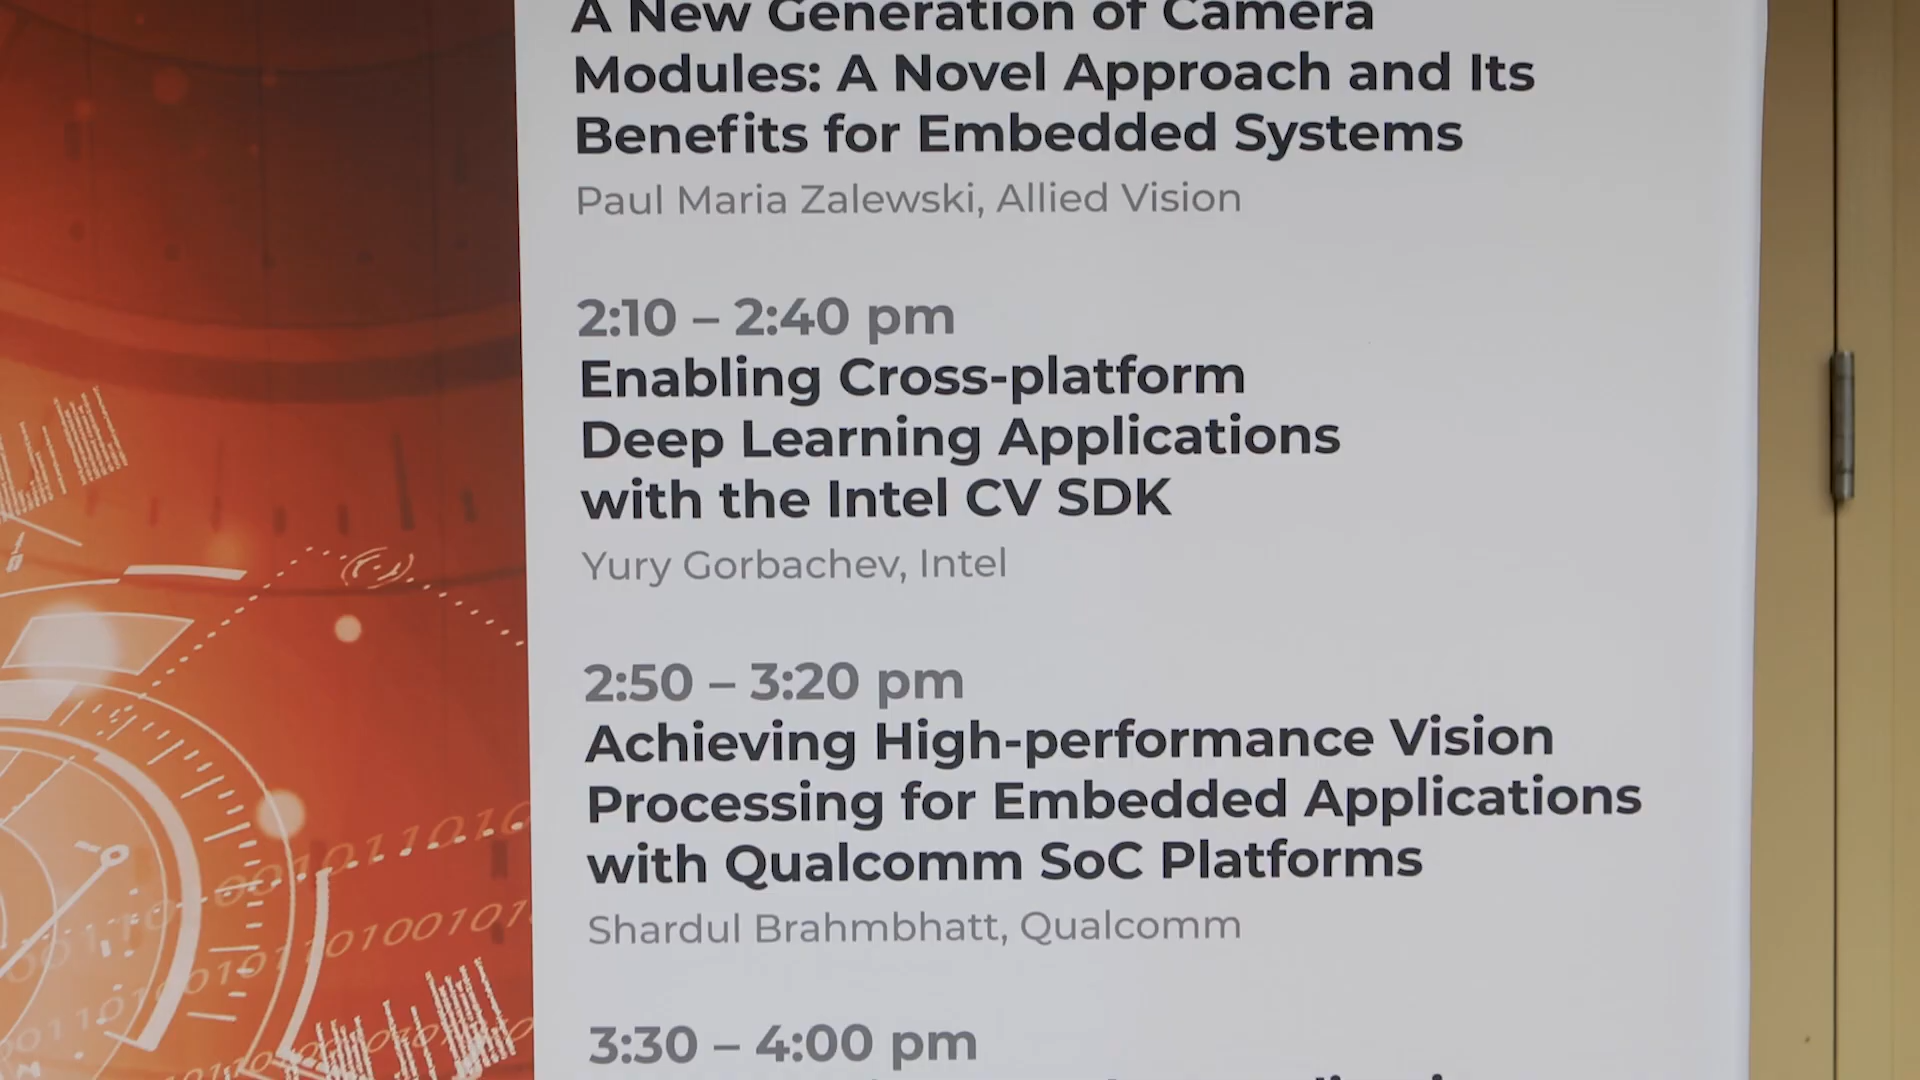 A New Generation of Camera
Modules: A Novel Approach and Its
Benefits for Embedded Systems
Paul Maria Zalewski, Allied Vision
2:10 – 2:40 pm
Enabling Cross-platform
Deep Learning Applications
with the Intel CV SDK
Yury Gorbachev, Intel
2:50 – 3:20 pm
Achieving High-performance Vision
Processing for Embedded Applications
with Qualcomm SoC Platforms
Shardul Brahmbhatt, Qualcomm
3:30 – 4:00 pm